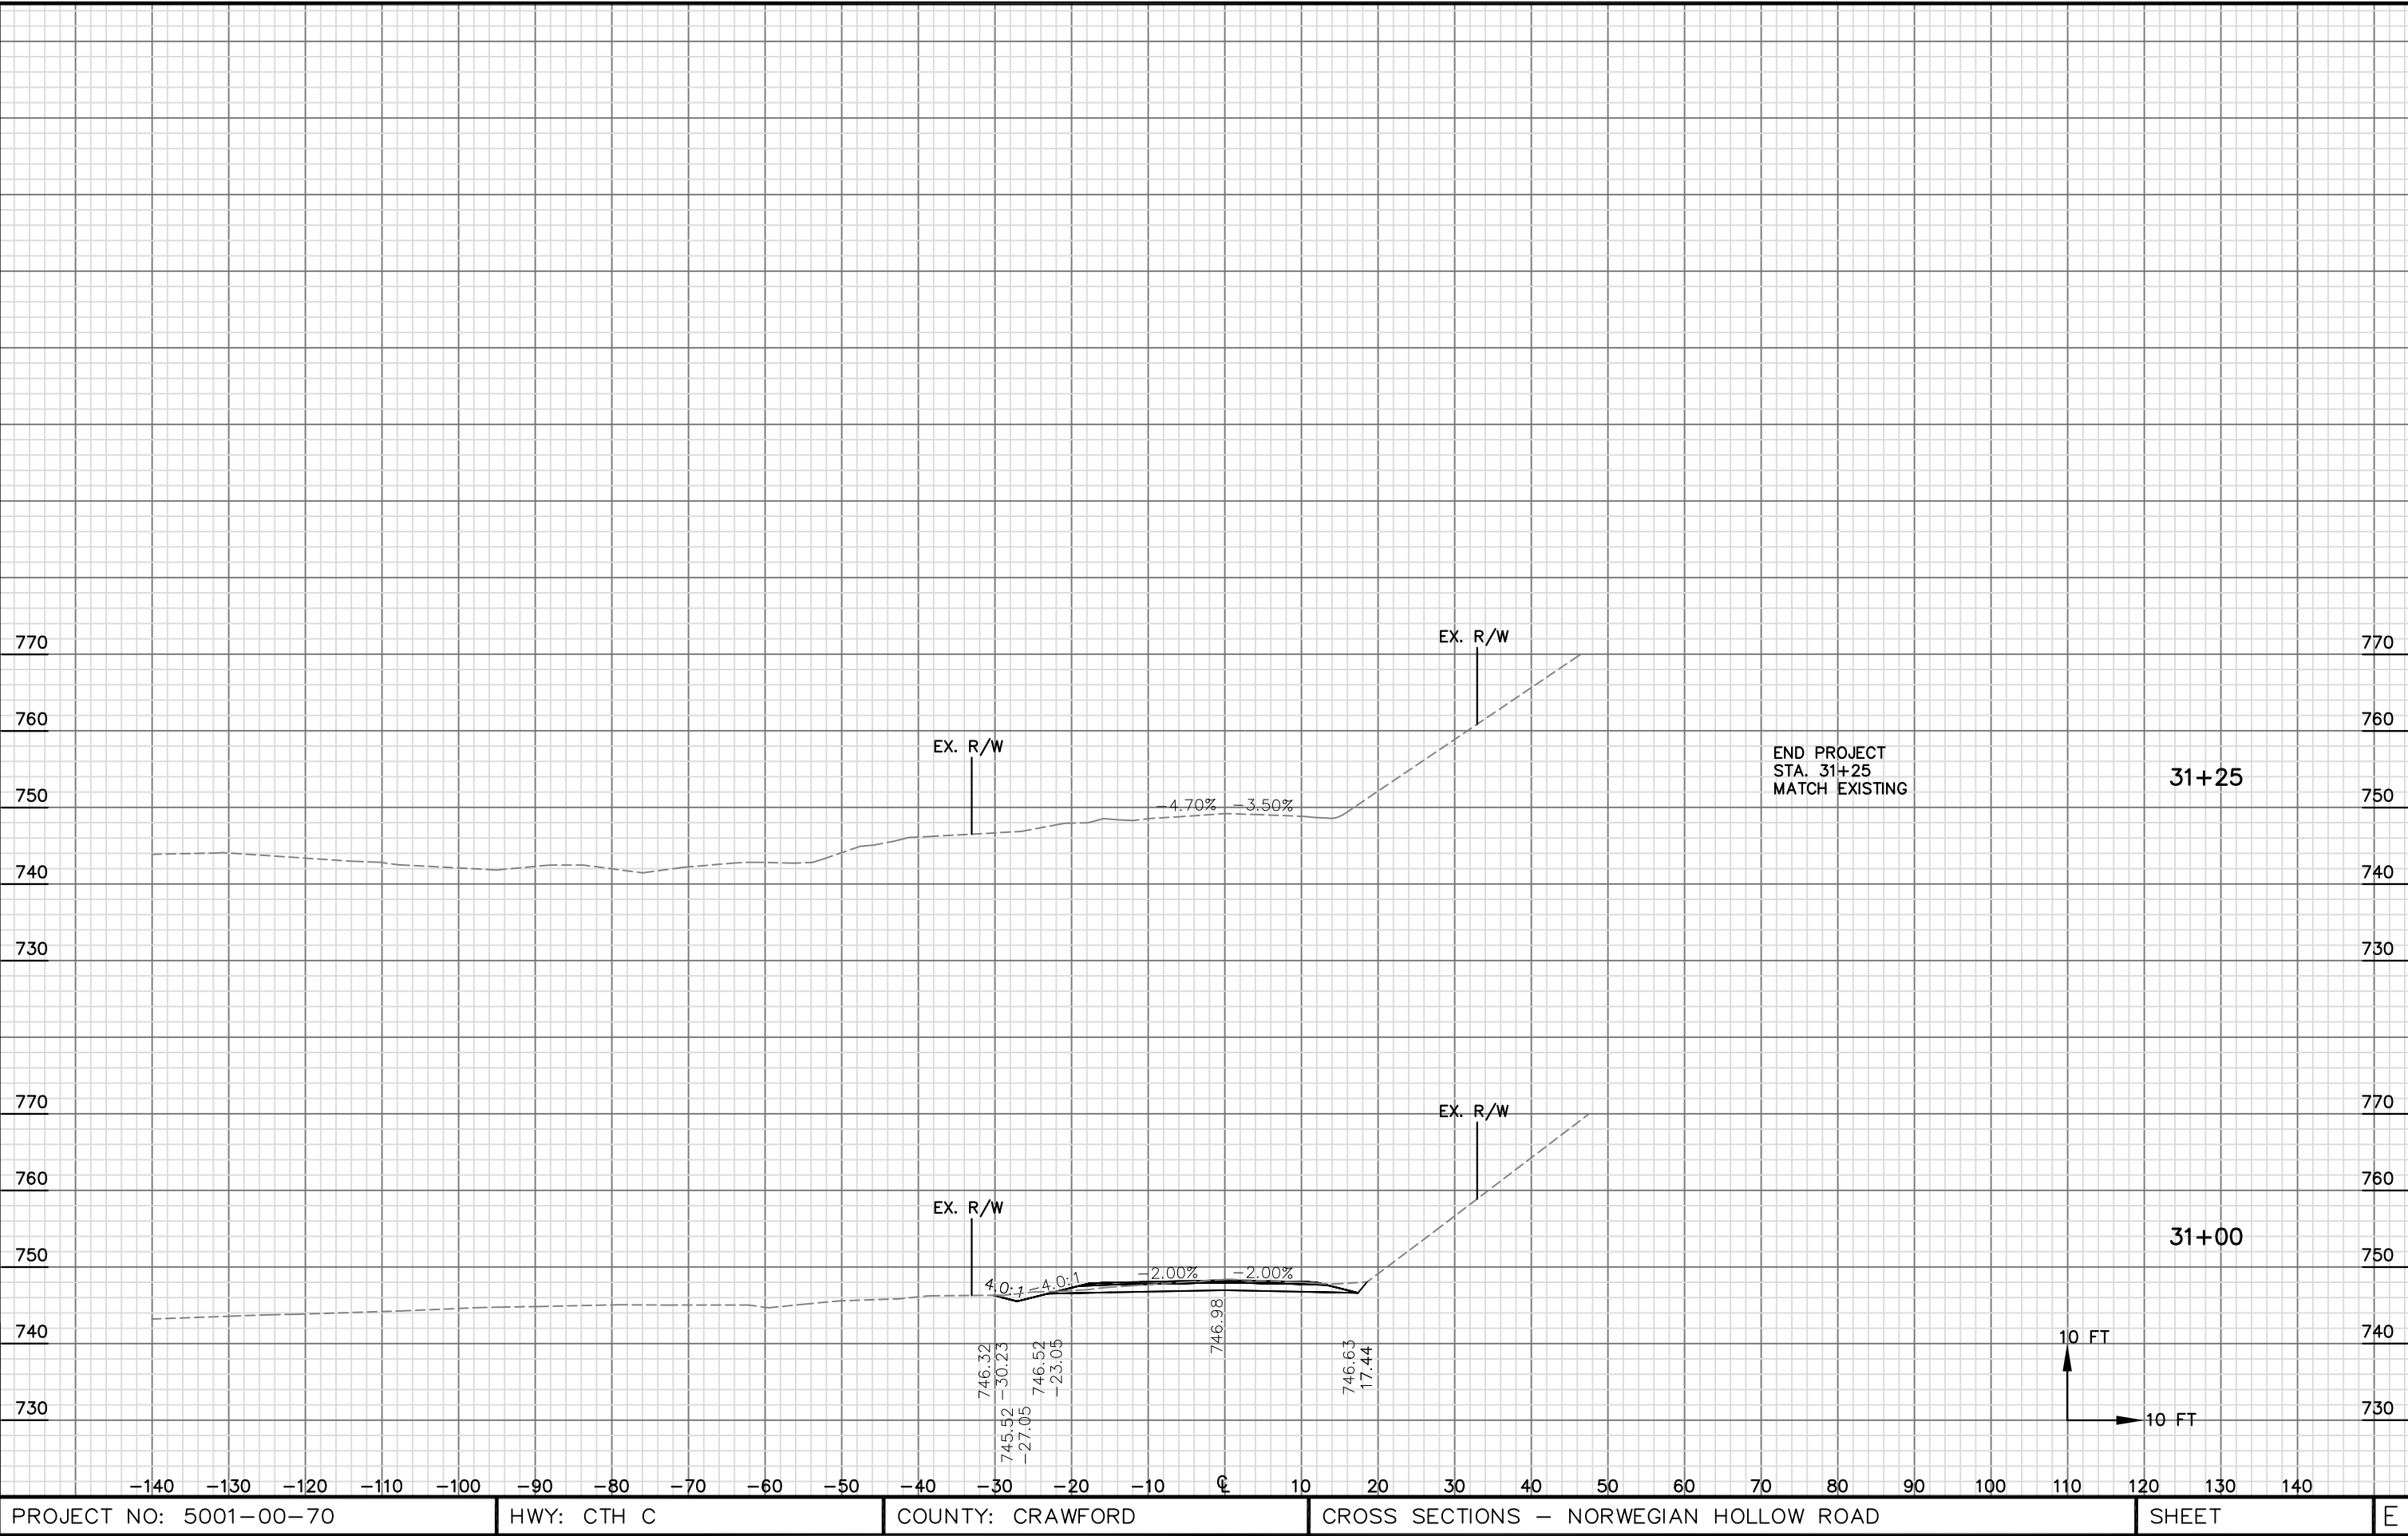 EX. R/W
770 770
760 760
EX. R/W
END PROJECT
STA. 31+25
MATCH EXISTING
31+25
750 -4.70% -3.50% 750
740 740
730 730
770 EX. R/W 770
760 760
EX. R/W
31+00
750 750
4.0:1 -4.0:1 -2.00% -2.00%
746.98
740 10 FT 740
746.32
-30.23
746.52
-23.05
746.63
17.44
745.52
-27.05
730 10 FT 730
-140 -130 -120 -110 -100 -90 -80 -70 -60 -50 -40 -30 -20 -10 ℄ 10 20 30 40 50 60 70 80 90 100 110 120 130 140
PROJECT NO: 5001-00-70 HWY: CTH C COUNTY: CRAWFORD CROSS SECTIONS - NORWEGIAN HOLLOW ROAD SHEET E